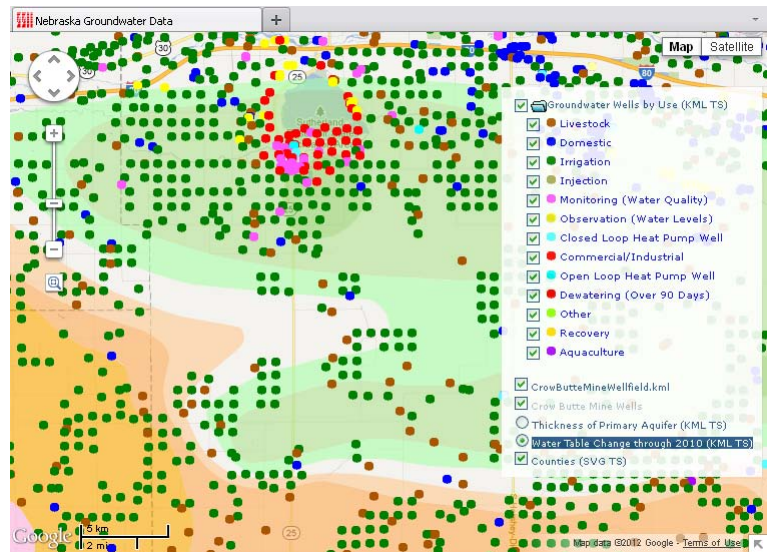 Nebraska Groundwater Data
30
25
Map Satellite
30
80
Sutherland
Groundwater Wells by Use (KML TS)
Livestock
Domestic
Irrigation
Injection
Monitoring (Water Quality)
Observation (Water Levels)
Closed Loop Heat Pump Well
Commercial/Industrial
Open Loop Heat Pump Well
Dewatering (Over 90 Days)
Other
Recovery
Aquaculture
25
CrowButteMineWellfield.kml
Crow Butte Mine Wells
Thickness of Primary Aquifer (KML TS)
Water Table Change through 2010 (KML TS)
Counties (SVG TS)
25
Google
5 km
2 mi
Map data ©2012 Google - Terms of Use